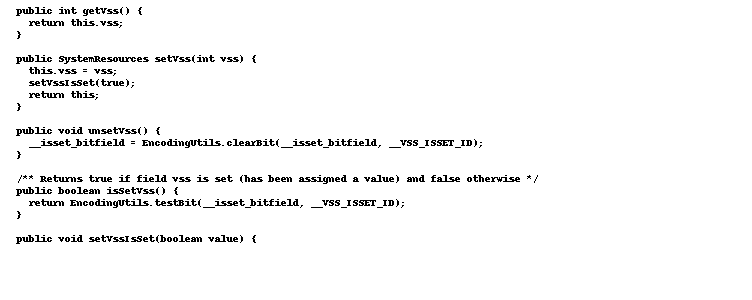 public int getVss() {
  return this.vss;
}

public SystemResources setVss(int vss) {
  this.vss = vss;
  setVssIsSet(true);
  return this;
}

public void unsetVss() {
  __isset_bitfield = EncodingUtils.clearBit(__isset_bitfield, __VSS_ISSET_ID);
}

/** Returns true if field vss is set (has been assigned a value) and false otherwise */
public boolean isSetVss() {
  return EncodingUtils.testBit(__isset_bitfield, __VSS_ISSET_ID);
}

public void setVssIsSet(boolean value) {